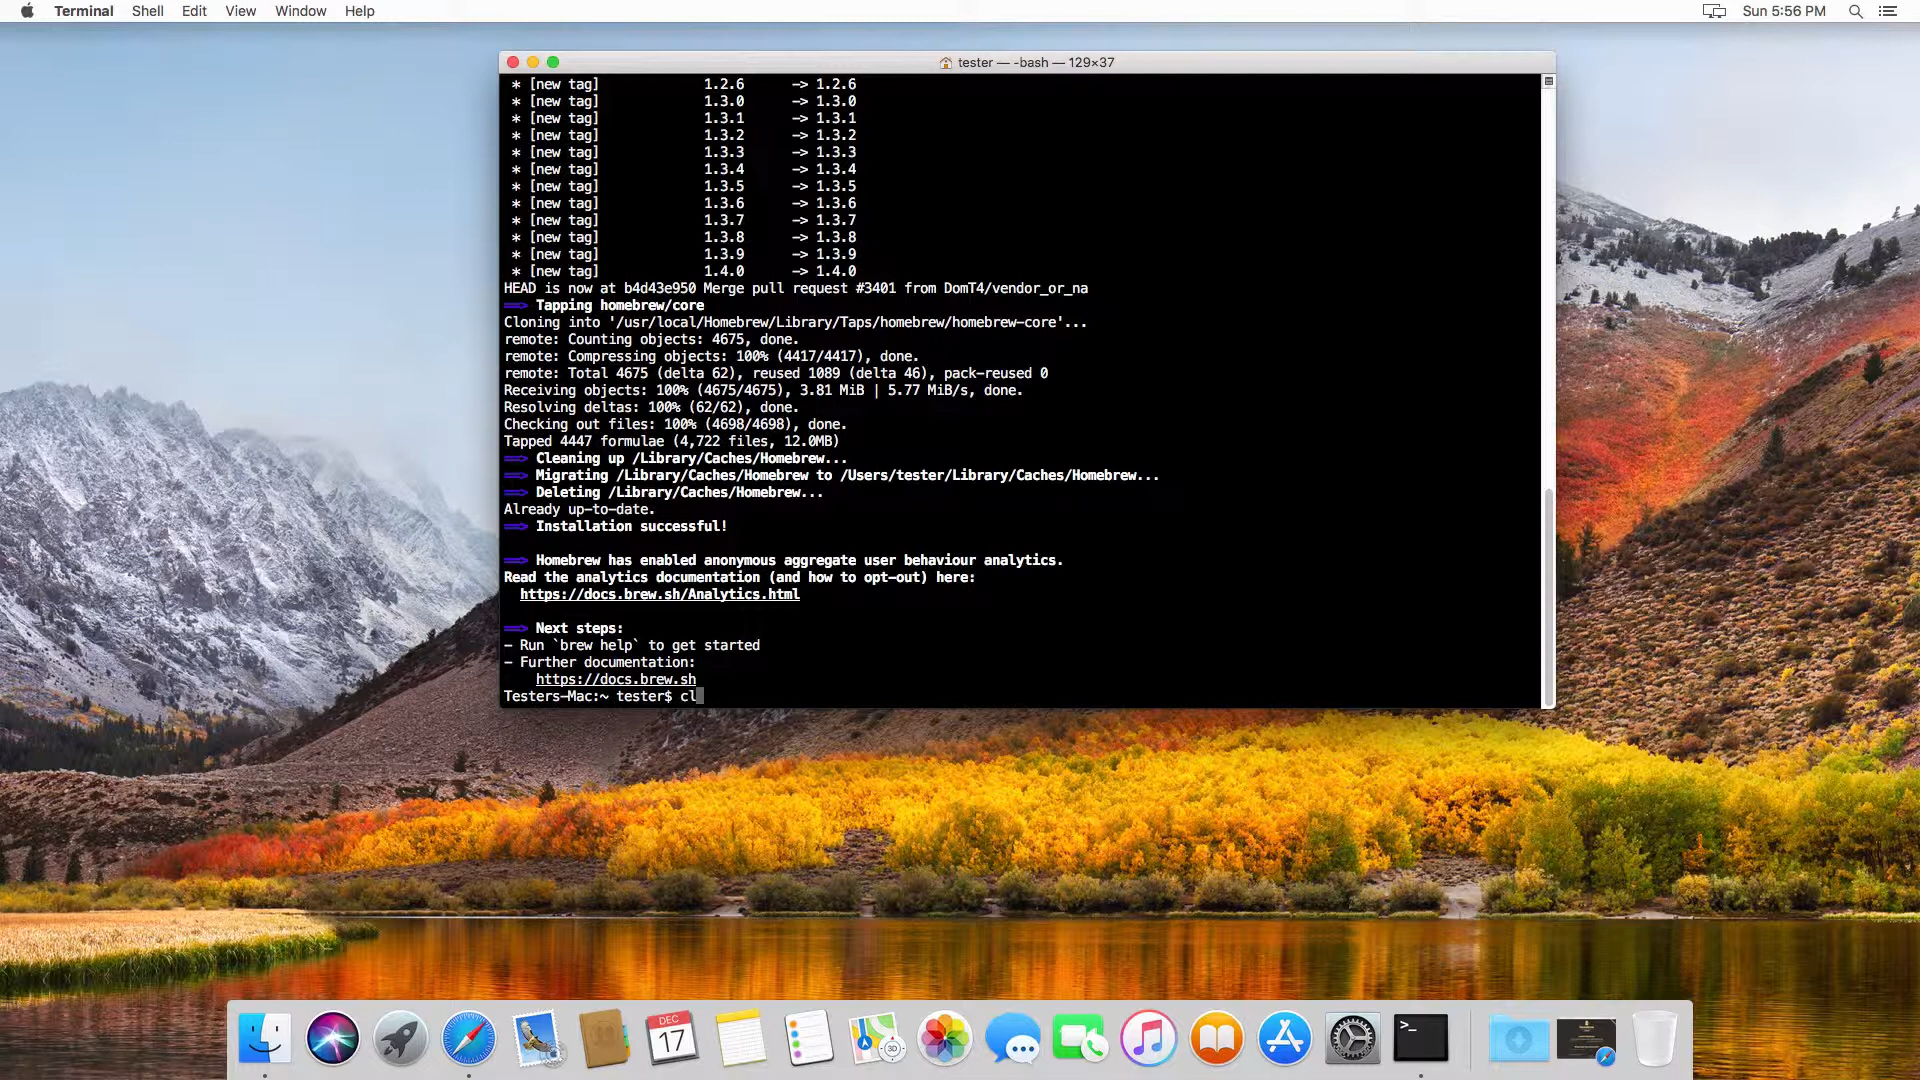 Terminal Shell Edit View Window Help Sun 5:56 PM
tester — -bash — 129×37
* [new tag] 1.2.6 -> 1.2.6
* [new tag] 1.3.0 -> 1.3.0
* [new tag] 1.3.1 -> 1.3.1
* [new tag] 1.3.2 -> 1.3.2
* [new tag] 1.3.3 -> 1.3.3
* [new tag] 1.3.4 -> 1.3.4
* [new tag] 1.3.5 -> 1.3.5
* [new tag] 1.3.6 -> 1.3.6
* [new tag] 1.3.7 -> 1.3.7
* [new tag] 1.3.8 -> 1.3.8
* [new tag] 1.3.9 -> 1.3.9
* [new tag] 1.4.0 -> 1.4.0
HEAD is now at b4d43e950 Merge pull request #3401 from DomT4/vendor_or_na
==> Tapping homebrew/core
Cloning into '/usr/local/Homebrew/Library/Taps/homebrew/homebrew-core'...
remote: Counting objects: 4675, done.
remote: Compressing objects: 100% (4417/4417), done.
remote: Total 4675 (delta 62), reused 1089 (delta 46), pack-reused 0
Receiving objects: 100% (4675/4675), 3.81 MiB | 5.77 MiB/s, done.
Resolving deltas: 100% (62/62), done.
Checking out files: 100% (4698/4698), done.
Tapped 4447 formulae (4,722 files, 12.0MB)
==> Cleaning up /Library/Caches/Homebrew...
==> Migrating /Library/Caches/Homebrew to /Users/tester/Library/Caches/Homebrew...
==> Deleting /Library/Caches/Homebrew...
Already up-to-date.
==> Installation successful!
==> Homebrew has enabled anonymous aggregate user behaviour analytics.
Read the analytics documentation (and how to opt-out) here:
https://docs.brew.sh/Analytics.html
==> Next steps:
- Run `brew help` to get started
- Further documentation:
https://docs.brew.sh
Testers-Mac:~ tester$ cl
DEC
17
3D
>_